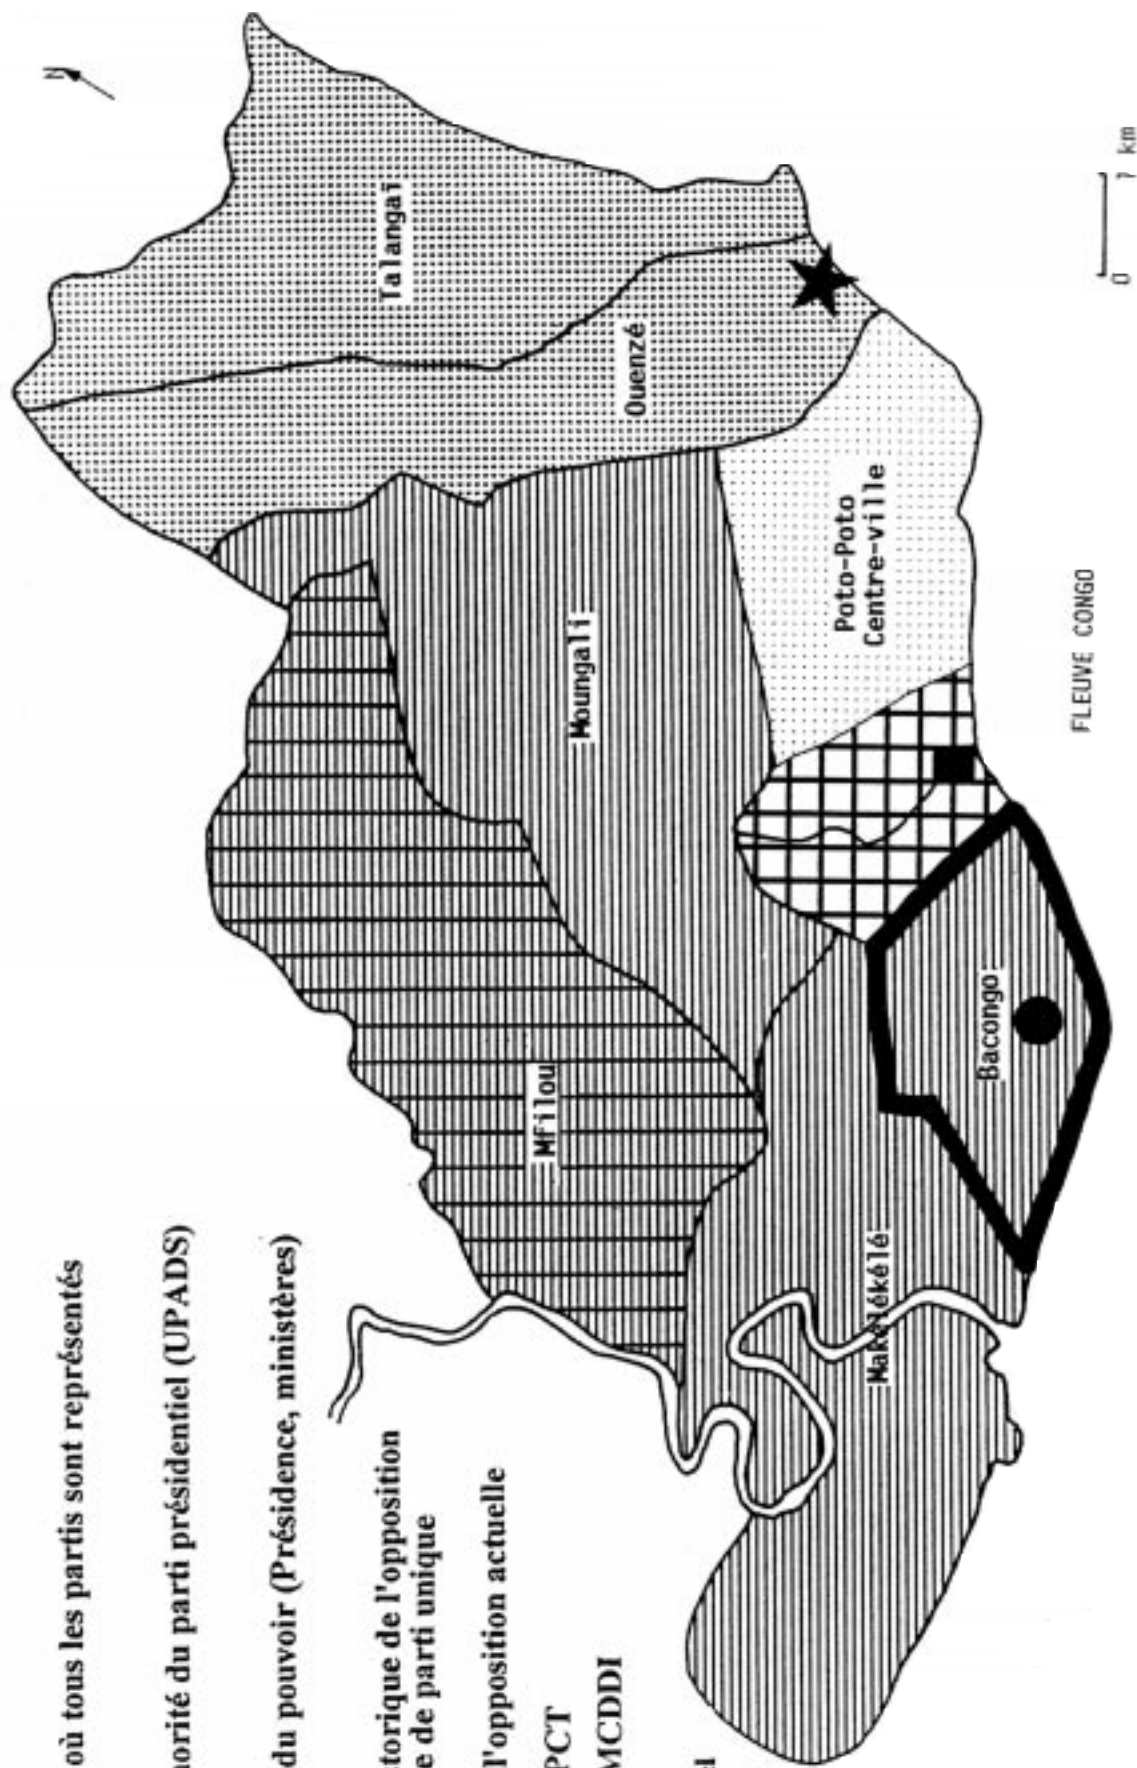 où tous les partis sont représentés
norité du parti présidentiel (UPADS)
du pouvoir (Présidence, ministères)
torique de l'opposition
e de parti unique
l'opposition actuelle
PCT
MCDDI
el
N
Talangaï
Ouenzé
Moungali
Mfilou
Poto-Poto
Centre-ville
Makélékélé
Bacongo
FLEUVE CONGO
0 1 km